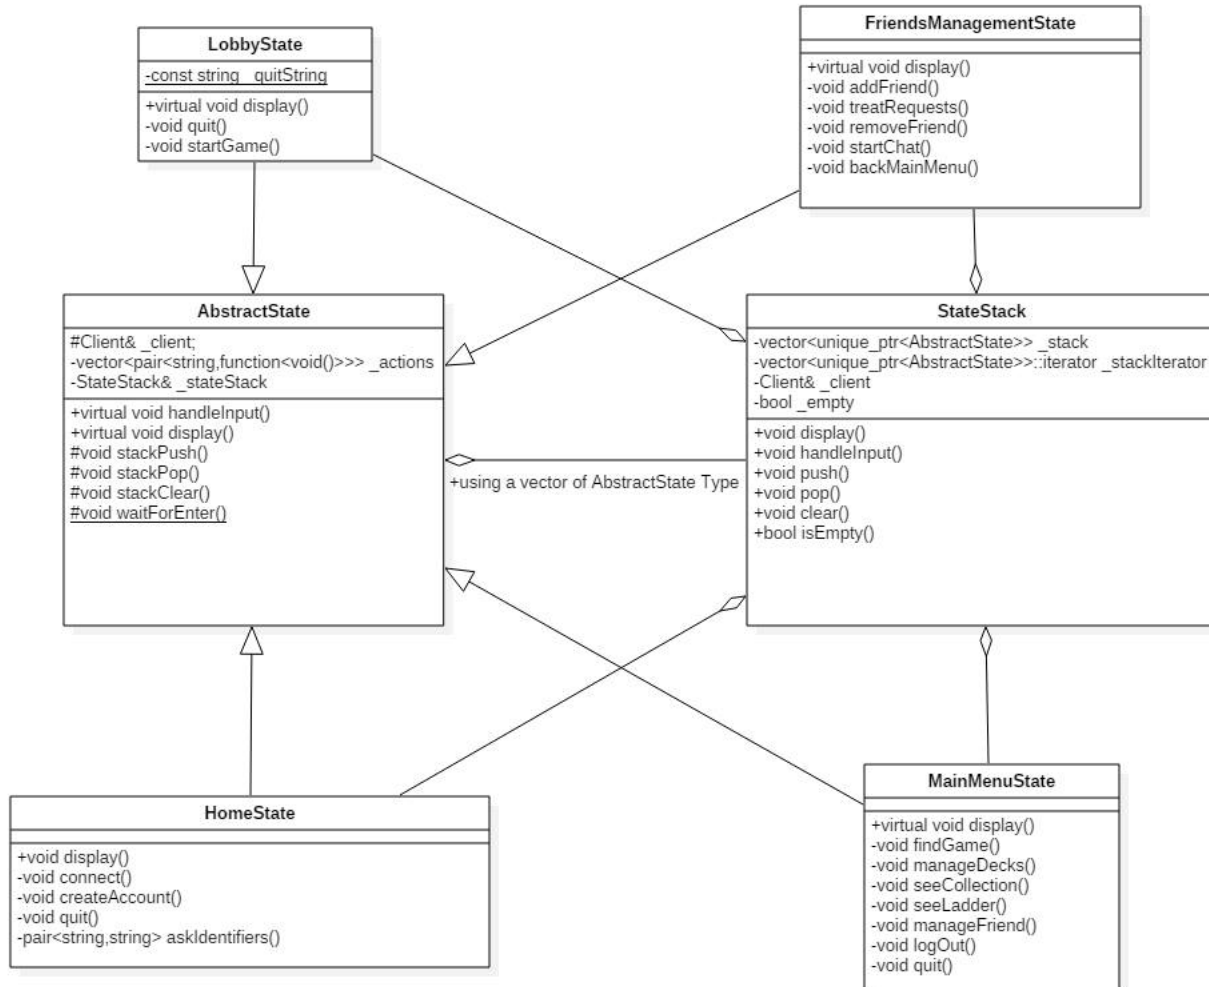 LobbyState
-const string _quitString
+virtual void display()
-void quit()
-void startGame()
FriendsManagementState
+virtual void display()
-void addFriend()
-void treatRequests()
-void removeFriend()
-void startChat()
-void backMainMenu()
AbstractState
#Client& _client;
-vector<pair<string,function<void()>>> _actions
-StateStack& _stateStack
+virtual void handleInput()
+virtual void display()
#void stackPush()
#void stackPop()
#void stackClear()
#void waitForEnter()
+using a vector of AbstractState Type
StateStack
-vector<unique_ptr<AbstractState>> _stack
-vector<unique_ptr<AbstractState>>::iterator _stackIterator
-Client& _client
-bool _empty
+void display()
+void handleInput()
+void push()
+void pop()
+void clear()
+bool isEmpty()
HomeState
+void display()
-void connect()
-void createAccount()
-void quit()
-pair<string,string> askIdentifiers()
MainMenuState
+virtual void display()
-void findGame()
-void manageDecks()
-void seeCollection()
-void seeLadder()
-void manageFriend()
-void logOut()
-void quit()